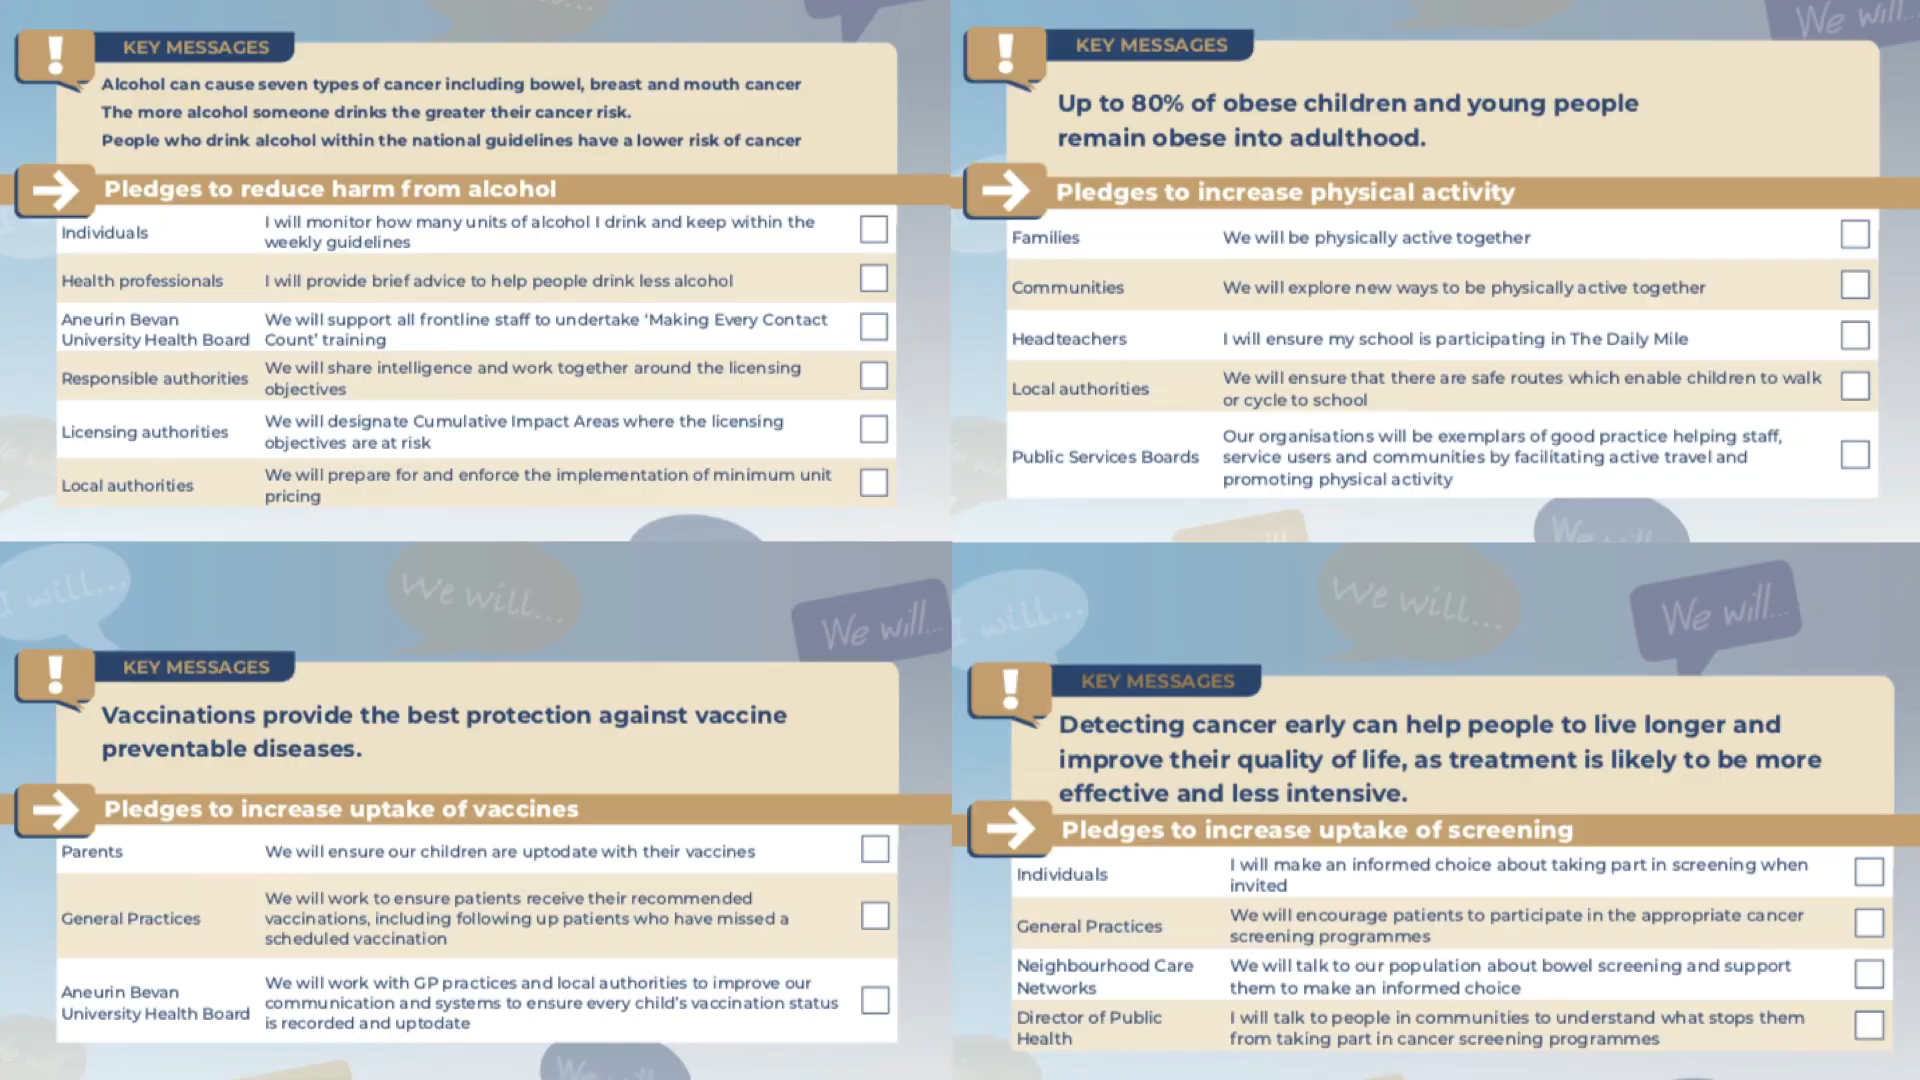 KEY MESSAGES
Alcohol can cause seven types of cancer including bowel, breast and mouth cancer
The more alcohol someone drinks the greater their cancer risk.
People who drink alcohol within the national guidelines have a lower risk of cancer
Pledges to reduce harm from alcohol
Individuals
I will monitor how many units of alcohol I drink and keep within the
weekly guidelines
Health professionals
I will provide brief advice to help people drink less alcohol
Aneurin Bevan
University Health Board
We will support all frontline staff to undertake ‘Making Every Contact
Count’ training
Responsible authorities
We will share intelligence and work together around the licensing
objectives
Licensing authorities
We will designate Cumulative Impact Areas where the licensing
objectives are at risk
Local authorities
We will prepare for and enforce the implementation of minimum unit
pricing
We will...
KEY MESSAGES
Up to 80% of obese children and young people
remain obese into adulthood.
Pledges to increase physical activity
Families
We will be physically active together
Communities
We will explore new ways to be physically active together
Headteachers
I will ensure my school is participating in The Daily Mile
Local authorities
We will ensure that there are safe routes which enable children to walk
or cycle to school
Public Services Boards
Our organisations will be exemplars of good practice helping staff,
service users and communities by facilitating active travel and
promoting physical activity
We will
I will...
We will...
We will...
KEY MESSAGES
Vaccinations provide the best protection against vaccine
preventable diseases.
Pledges to increase uptake of vaccines
Parents
We will ensure our children are uptodate with their vaccines
General Practices
We will work to ensure patients receive their recommended
vaccinations, including following up patients who have missed a
scheduled vaccination
Aneurin Bevan
University Health Board
We will work with GP practices and local authorities to improve our
communication and systems to ensure every child’s vaccination status
is recorded and uptodate
We will
I will...
We will...
We will...
KEY MESSAGES
Detecting cancer early can help people to live longer and
improve their quality of life, as treatment is likely to be more
effective and less intensive.
Pledges to increase uptake of screening
Individuals
I will make an informed choice about taking part in screening when
invited
General Practices
We will encourage patients to participate in the appropriate cancer
screening programmes
Neighbourhood Care
Networks
We will talk to our population about bowel screening and support
them to make an informed choice
Director of Public
Health
I will talk to people in communities to understand what stops them
from taking part in cancer screening programmes